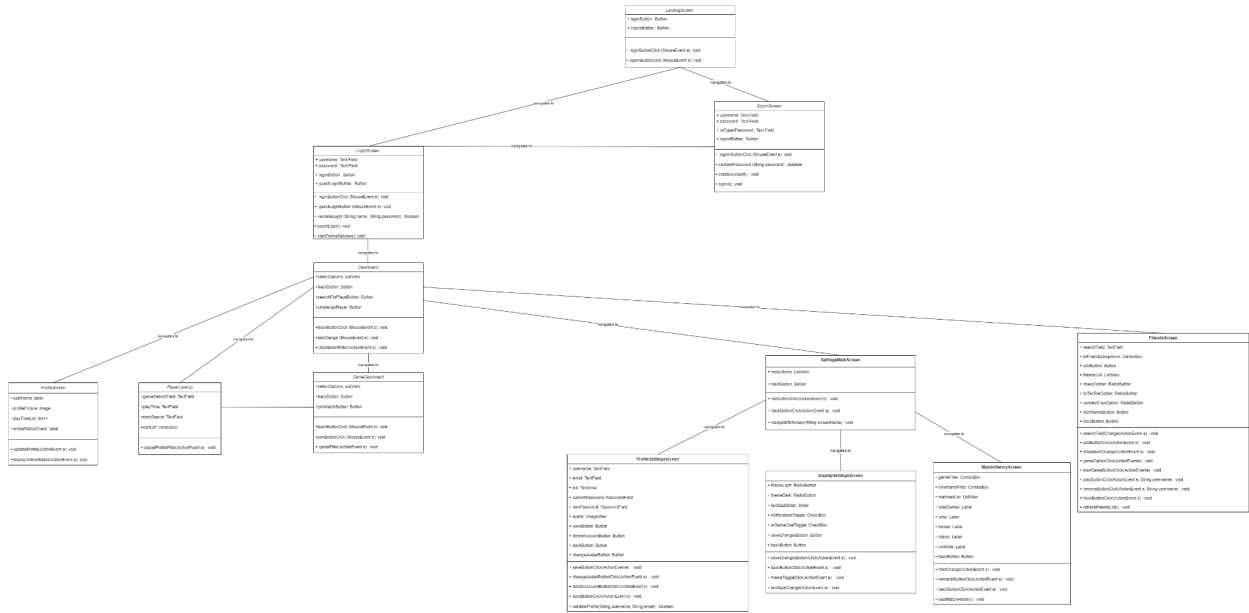 LandingScreen
+ loginButton : Button
+ signInButton : Button
- loginButtonClick (MouseEvent e): void
- signInButtonClick (MouseEvent e): void
navigates to
navigates to
SignInScreen
+ username: Text Field
+ password : Text Field
+ reTypedPassword : Text Field
+ signInButton : Button
- signInButtonClick (MouseEvent e): void
+ validatePassword (String password) : boolean
+ createAccount() : void
+ signIn() : void
navigates to
LoginScreen
+ username: Text Field
+ password : Text Field
+ loginButton : Button
+ guestLoginButton : Button
- loginButtonClick (MouseEvent e): void
- guestLoginButton (MouseEvent e): void
+ validateLogin (String name, String password) : boolean
+ guestLogin() : void
+ startOnlineSession() : void
navigates to
Dashboard
+ selectOptions: ListView
+ backButton: Button
+ searchForPlayerButton: Button
+ challengePlayer: Button
+ backButtonClick (MouseEvent e): void
+ tabChange (MouseEvent e): void
+ dashboardFilter(ActionEvent e) : void
navigates to
navigates to
navigates to
navigates to
navigates to
GameDashboard
+ selectOptions: ListView
+ backButton: Button
+ joinMatchButton: Button
+ backButtonClick (MouseEvent e): void
+ joinButton (MouseEvent e): void
+ gameFilter(ActionEvent e) : void
ProfileScreen
+ userName: label
+ profilePicture: image
+ playTimeList: list<>
+ onlineStatusCheck: label
+ updateProfile(ActionEvent e) : void
+ displayOnlineStatus(ActionEvent e) : void
PlayerLookUp
+ gameSearchField: TextField
+ playTime: TextField
+ rankSearch: TextField
+ sortList: combobox
+ playerProfileFilter(ActionEvent e) : void
SettingsMainScreen
+ menuItems: ListView
+ backButton: Button
+ menuItemClick(ActionEvent e) : void
+ backButtonClick(ActionEvent e) : void
+ navigateToScreen(String screenName) : void
navigates to
navigates to
navigates to
FriendsScreen
+ searchField: TextField
+ allFriendsDropdown: ComboBox
+ addButton: Button
+ friendsList: ListView
+ chessOption: RadioButton
+ ticTacToeOption: RadioButton
+ connectFourOption: RadioButton
+ startGameButton: Button
+ backButton: Button
+ searchFieldChange(ActionEvent e) : void
+ addButtonClick(ActionEvent e) : void
+ dropdownChange(ActionEvent e) : void
+ gameOptionClick(ActionEvent e) : void
+ startGameButtonClick(ActionEvent e) : void
+ playButtonClick(ActionEvent e, String username) : void
+ removeButtonClick(ActionEvent e, String username) : void
+ backButtonClick(ActionEvent e) : void
+ refreshFriendsList() : void
ProfileSettingsScreen
+ username: TextField
+ email: TextField
+ bio: TextArea
+ currentPassword: PasswordField
+ newPassword: PasswordField
+ avatar: ImageView
+ saveButton: Button
+ deleteAccountButton: Button
+ backButton: Button
+ changeAvatarButton: Button
+ saveButtonClick(ActionEvent e) : void
+ changeAvatarButtonClick(ActionEvent e) : void
+ deleteAccountButtonClick(ActionEvent e) : void
+ backButtonClick(ActionEvent e) : void
+ validateProfile(String username, String email) : boolean
DisplaySettingsScreen
+ themeLight: RadioButton
+ themeDark: RadioButton
+ textSizeSlider: Slider
+ notificationsToggle: CheckBox
+ inGameChatToggle: CheckBox
+ saveChangesButton: Button
+ backButton: Button
+ saveChangesButtonClick(ActionEvent e) : void
+ backButtonClick(ActionEvent e) : void
+ themeToggleClick(ActionEvent e) : void
+ textSizeChange(ActionEvent e) : void
MatchHistoryScreen
+ gameFilter: ComboBox
+ timeframeFilter: ComboBox
+ matchesList: ListView
+ totalGames: Label
+ wins: Label
+ losses: Label
+ draws: Label
+ winRate: Label
+ backButton: Button
+ filterChange(ActionEvent e) : void
+ rematchButtonClick(ActionEvent e) : void
+ backButtonClick(ActionEvent e) : void
+ loadMatchHistory() : void